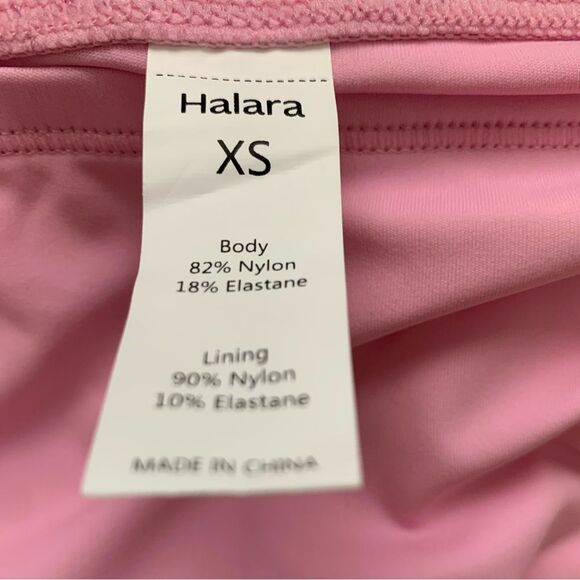 Halara
XS
Body
82% Nylon
18% Elastane
Lining
90% Nylon
10% Elastane
MADE IN CHINA